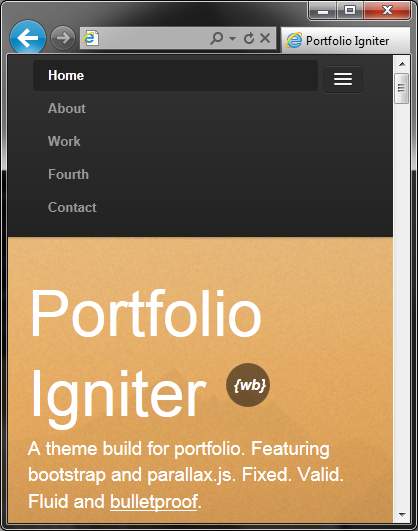 Portfolio Igniter
Home
About
Work
Fourth
Contact
Portfolio
Igniter {wb}
A theme build for portfolio. Featuring
bootstrap and parallax.js. Fixed. Valid.
Fluid and bulletproof.